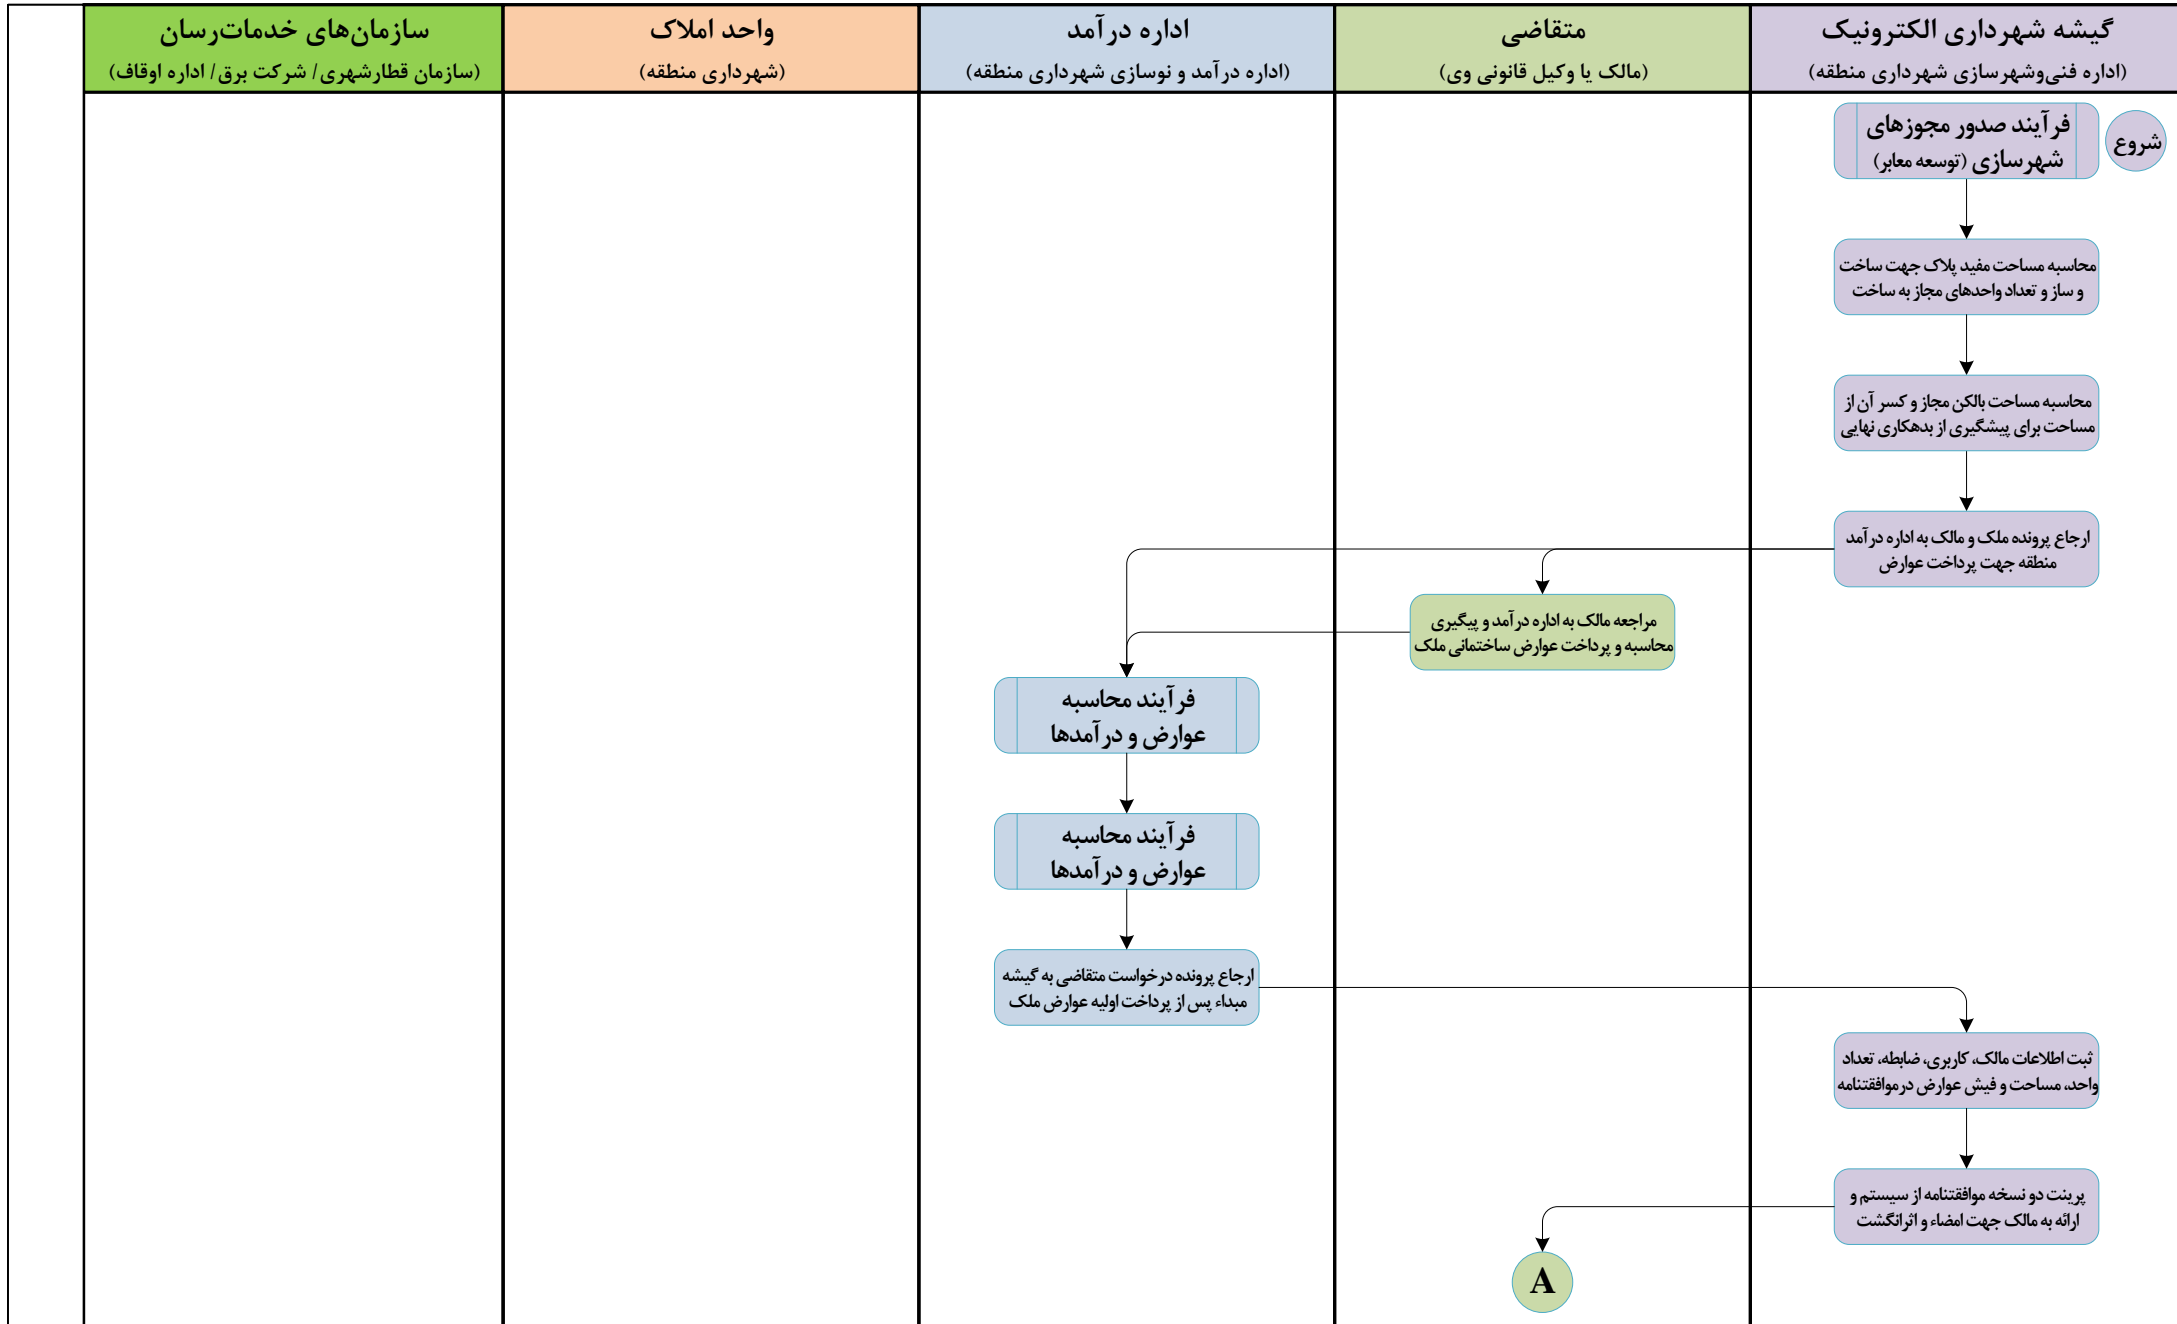 گیشه شهرداری الکترونیک
(اداره فنی‌وشهرسازی شهرداری منطقه)
متقاضی
(مالک یا وکیل قانونی وی)
اداره درآمد
(اداره درآمد و نوسازی شهرداری منطقه)
واحد املاک
(شهرداری منطقه)
سازمان‌های خدمات‌رسان
(سازمان قطارشهری/ شرکت برق/ اداره اوقاف)
شروع
فرآیند صدور مجوزهای
شهرسازی (توسعه معابر)
محاسبه مساحت مفید پلاک جهت ساخت
و ساز و تعداد واحدهای مجاز به ساخت
محاسبه مساحت بالکن مجاز و کسر آن از
مساحت برای پیشگیری از بدهکاری نهایی
ارجاع پرونده ملک و مالک به اداره درآمد
منطقه جهت پرداخت عوارض
مراجعه مالک به اداره درآمد و پیگیری
محاسبه و پرداخت عوارض ساختمانی ملک
فرآیند محاسبه
عوارض و درآمدها
فرآیند محاسبه
عوارض و درآمدها
ارجاع پرونده درخواست متقاضی به گیشه
مبداء پس از پرداخت اولیه عوارض ملک
ثبت اطلاعات مالک، کاربری، ضابطه، تعداد
واحد، مساحت و فیش عوارض درموافقتنامه
پرینت دو نسخه موافقتنامه از سیستم و
ارائه به مالک جهت امضاء و اثرانگشت
A